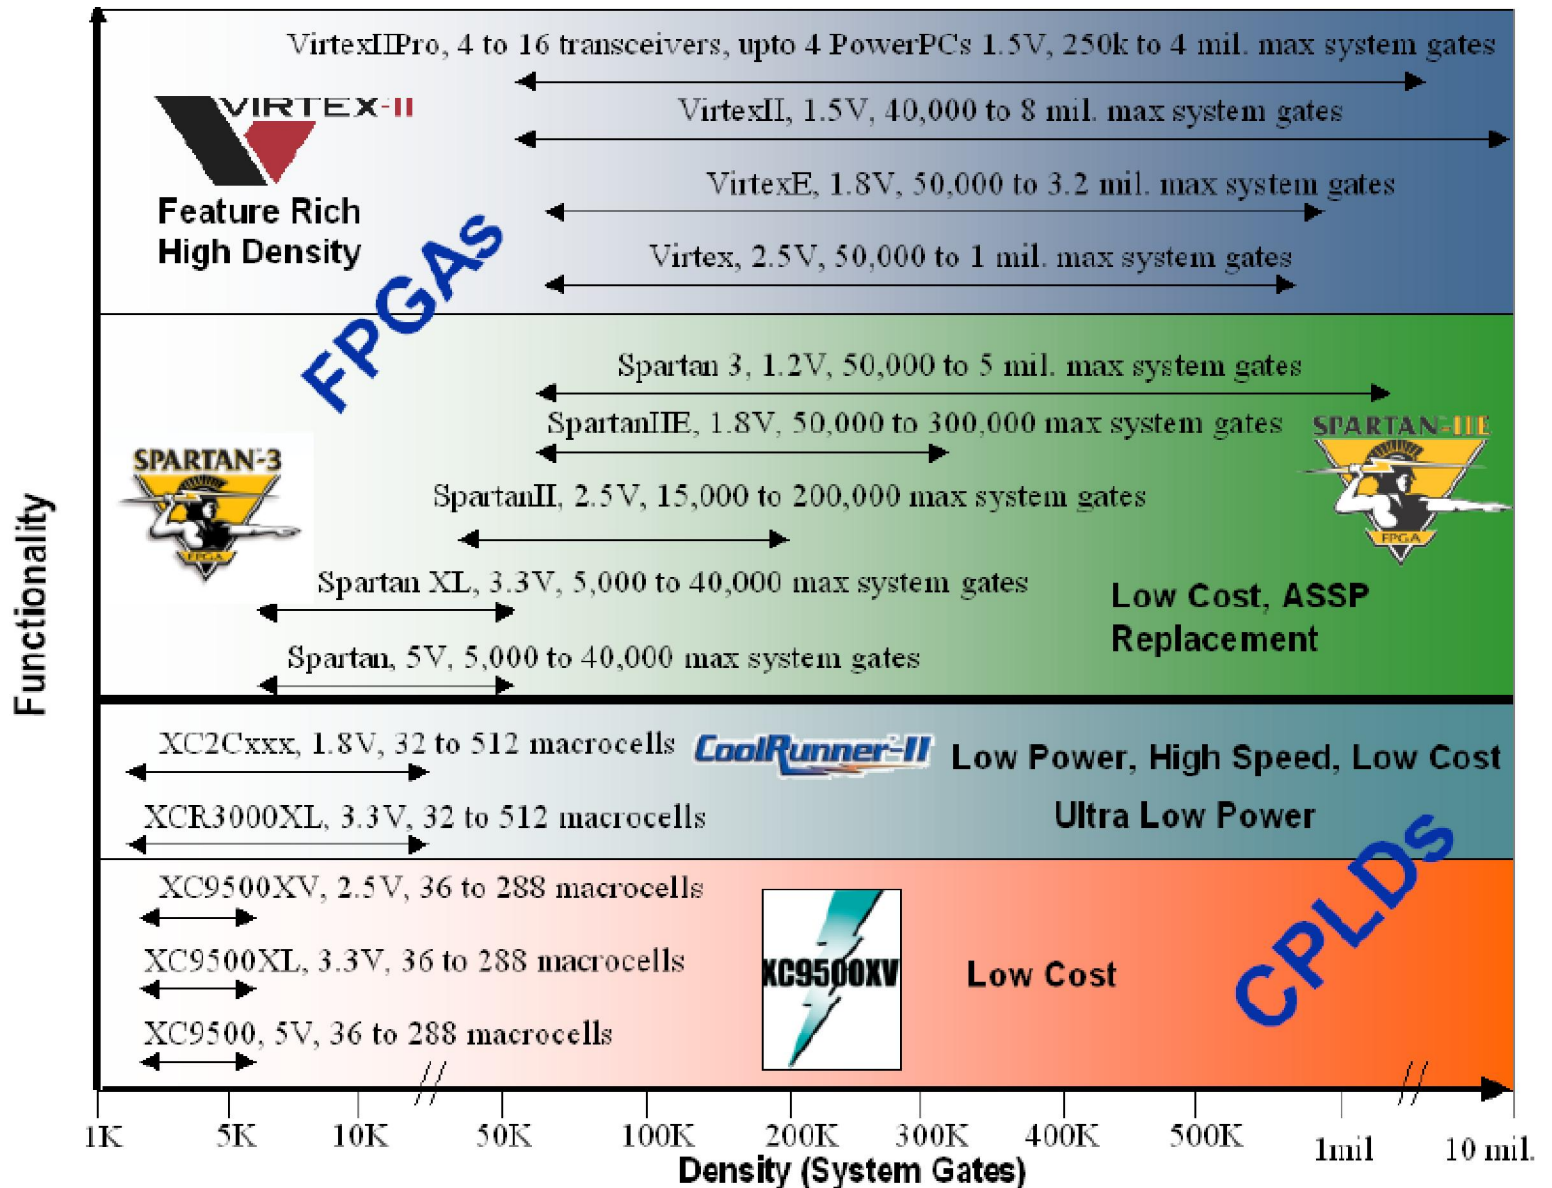 VirtexIIPro, 4 to 16 transceivers, upto 4 PowerPCs 1.5V, 250k to 4 mil. max system gates
VIRTEX-II
VirtexII, 1.5V, 40,000 to 8 mil. max system gates
VirtexE, 1.8V, 50,000 to 3.2 mil. max system gates
Feature Rich
High Density
Virtex, 2.5V, 50,000 to 1 mil. max system gates
FPGAs
Spartan 3, 1.2V, 50,000 to 5 mil. max system gates
SpartanIIE, 1.8V, 50,000 to 300,000 max system gates
SPARTAN-IIE
FPGA
SPARTAN-3
FPGA
SpartanII, 2.5V, 15,000 to 200,000 max system gates
Spartan XL, 3.3V, 5,000 to 40,000 max system gates
Low Cost, ASSP
Replacement
Spartan, 5V, 5,000 to 40,000 max system gates
Functionality
XC2Cxxx, 1.8V, 32 to 512 macrocells
CoolRunner-II
Low Power, High Speed, Low Cost
XCR3000XL, 3.3V, 32 to 512 macrocells
Ultra Low Power
CPLDs
XC9500XV, 2.5V, 36 to 288 macrocells
XC9500XL, 3.3V, 36 to 288 macrocells
XC9500XV
Low Cost
XC9500, 5V, 36 to 288 macrocells
1K 5K 10K // 50K 100K 200K 300K 400K 500K 1mil // 10 mil.
Density (System Gates)